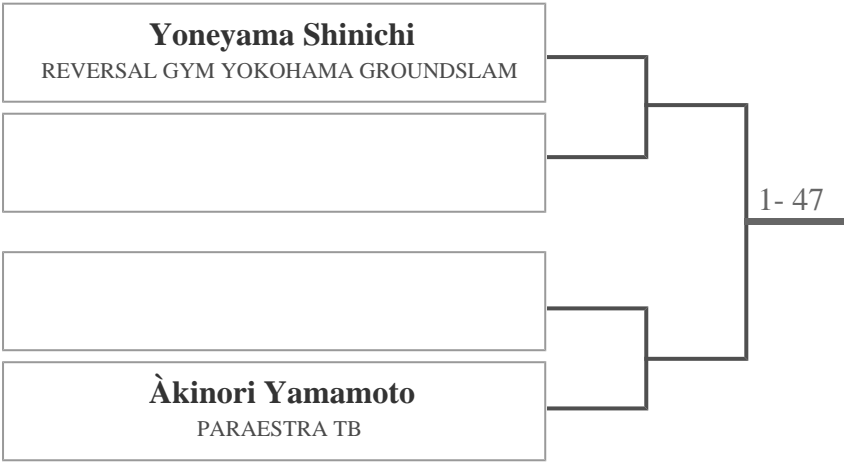 Yoneyama Shinichi
REVERSAL GYM YOKOHAMA GROUNDSLAM
1- 47
Àkinori Yamamoto
PARAESTRA TB